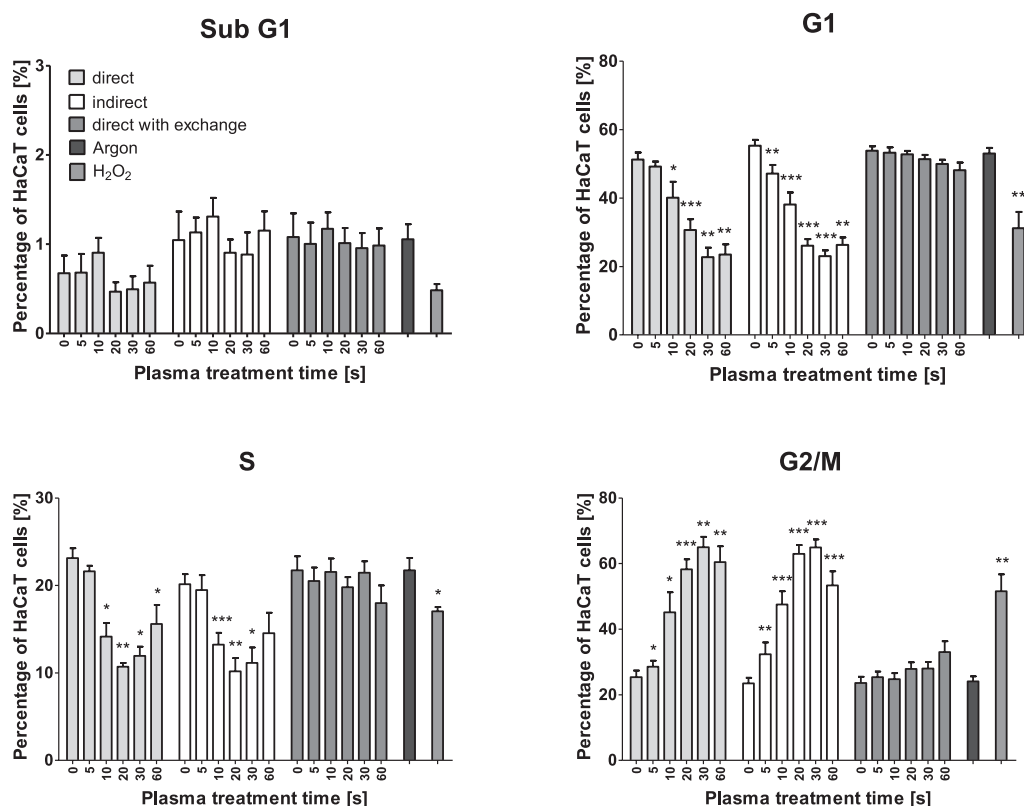 Sub G1
Percentage of HaCaT cells [%]
3
2
1
0
direct
indirect
direct with exchange
Argon
H₂O₂
0 5 10 20 30 60 0 5 10 20 30 60 0 5 10 20 30 60
Plasma treatment time [s]
G1
Percentage of HaCaT cells [%]
80
60
40
20
0
* *** ** **
** *** *** *** **
**
0 5 10 20 30 60 0 5 10 20 30 60 0 5 10 20 30 60
Plasma treatment time [s]
S
Percentage of HaCaT cells [%]
30
20
10
0
* ** * *
*** ** *
*
0 5 10 20 30 60 0 5 10 20 30 60 0 5 10 20 30 60
Plasma treatment time [s]
G2/M
Percentage of HaCaT cells [%]
80
60
40
20
0
* * *** ** **
** *** *** *** ***
**
0 5 10 20 30 60 0 5 10 20 30 60 0 5 10 20 30 60
Plasma treatment time [s]